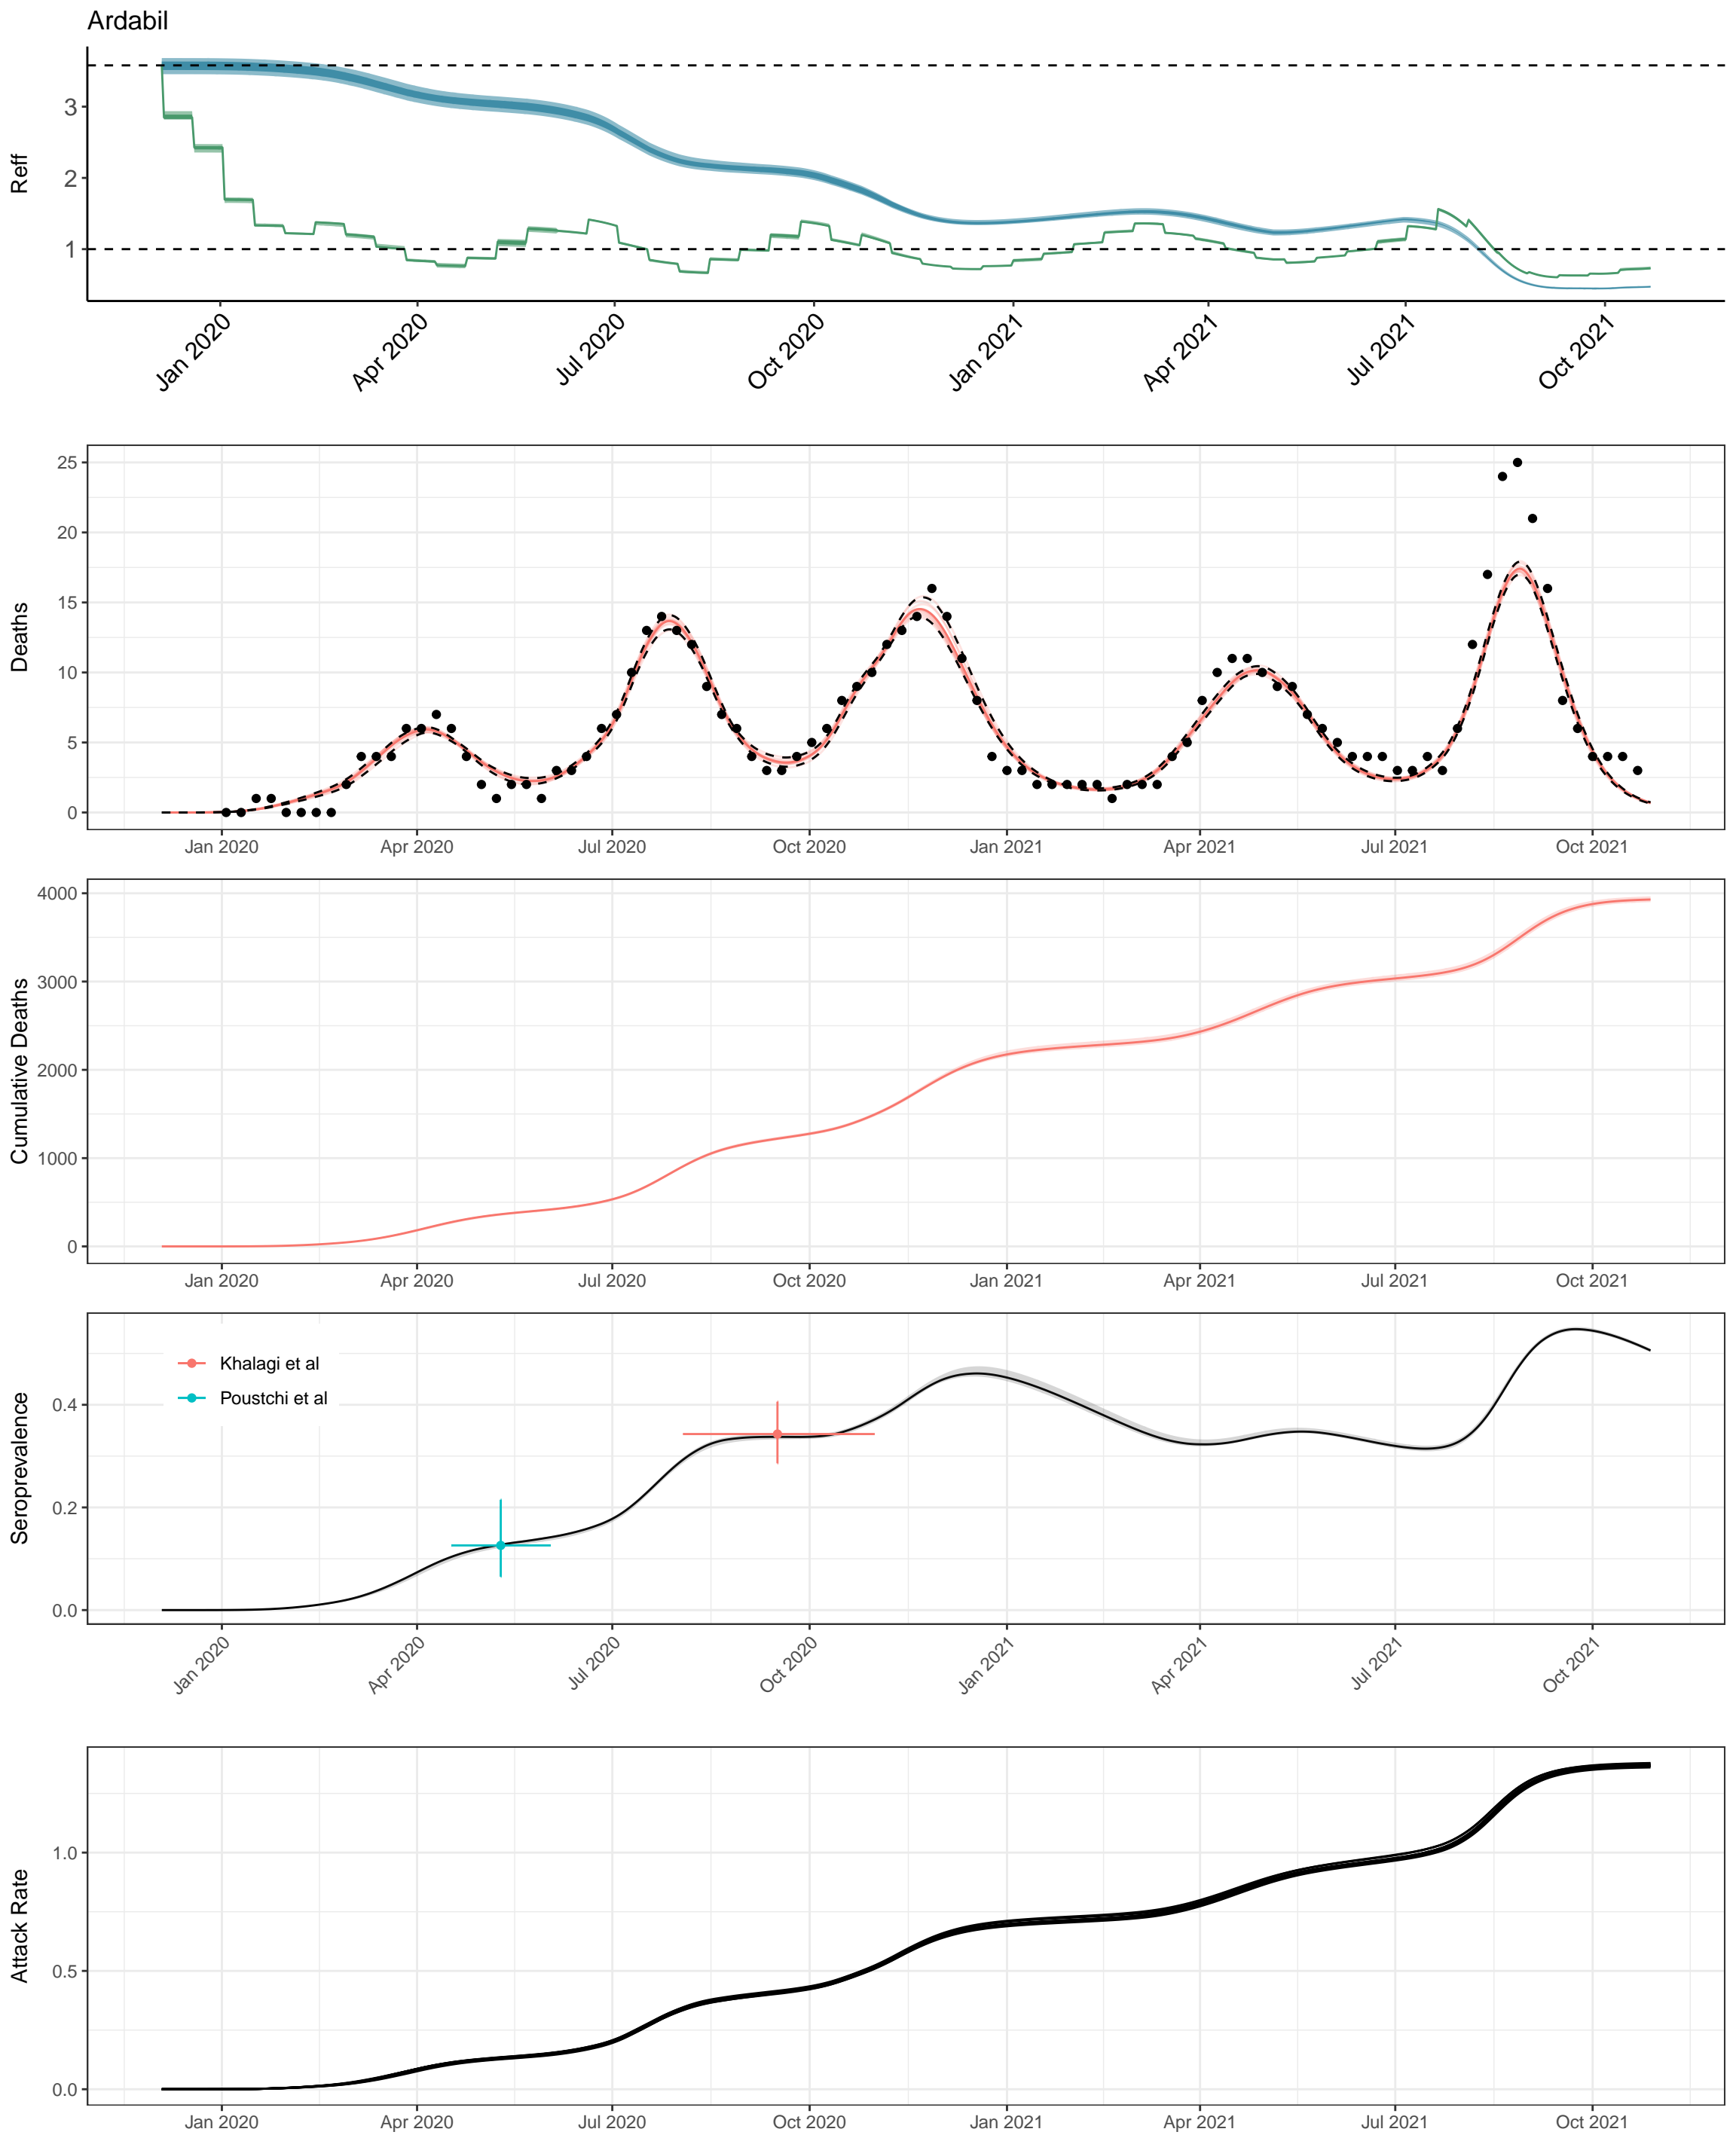 Ardabil
Reff
3
2
1
Jan 2020
Apr 2020
Jul 2020
Oct 2020
Jan 2021
Apr 2021
Jul 2021
Oct 2021
Deaths
25
20
15
10
5
0
Jan 2020
Apr 2020
Jul 2020
Oct 2020
Jan 2021
Apr 2021
Jul 2021
Oct 2021
Cumulative Deaths
4000
3000
2000
1000
0
Jan 2020
Apr 2020
Jul 2020
Oct 2020
Jan 2021
Apr 2021
Jul 2021
Oct 2021
Seroprevalence
0.4
0.2
0.0
Khalagi et al
Poustchi et al
Jan 2020
Apr 2020
Jul 2020
Oct 2020
Jan 2021
Apr 2021
Jul 2021
Oct 2021
Attack Rate
1.0
0.5
0.0
Jan 2020
Apr 2020
Jul 2020
Oct 2020
Jan 2021
Apr 2021
Jul 2021
Oct 2021